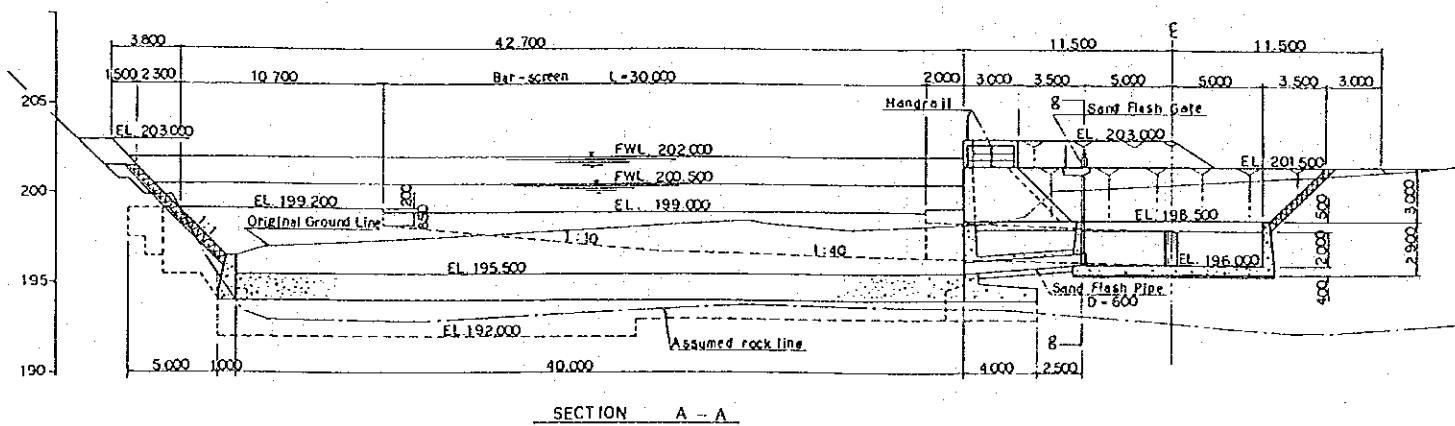 3.800 42.700 11.500 ℄ 11.500
1.500 2.300 10.700 Bar-screen L=30.000 2.000 3.000 3.500 5.000 5.000 3.500 3.000
205
Handrail g Sand Flash Gate
EL. 203.000 EL. 203.000
FWL. 202.000
EL. 201.500
200
FWL. 200.500
EL. 199.200 200 EL. 199.000
1:1 Original Ground Line EL. 198.500 500 3.000
1:10 1:40
EL. 195.500 EL. 196.000 2.000 2.900
195
Sand Flash Pipe 400
D-600
EL 192.000
Assumed rock line g
190
5.000 1.000 40.000 4.000 2.500
SECTION A - A